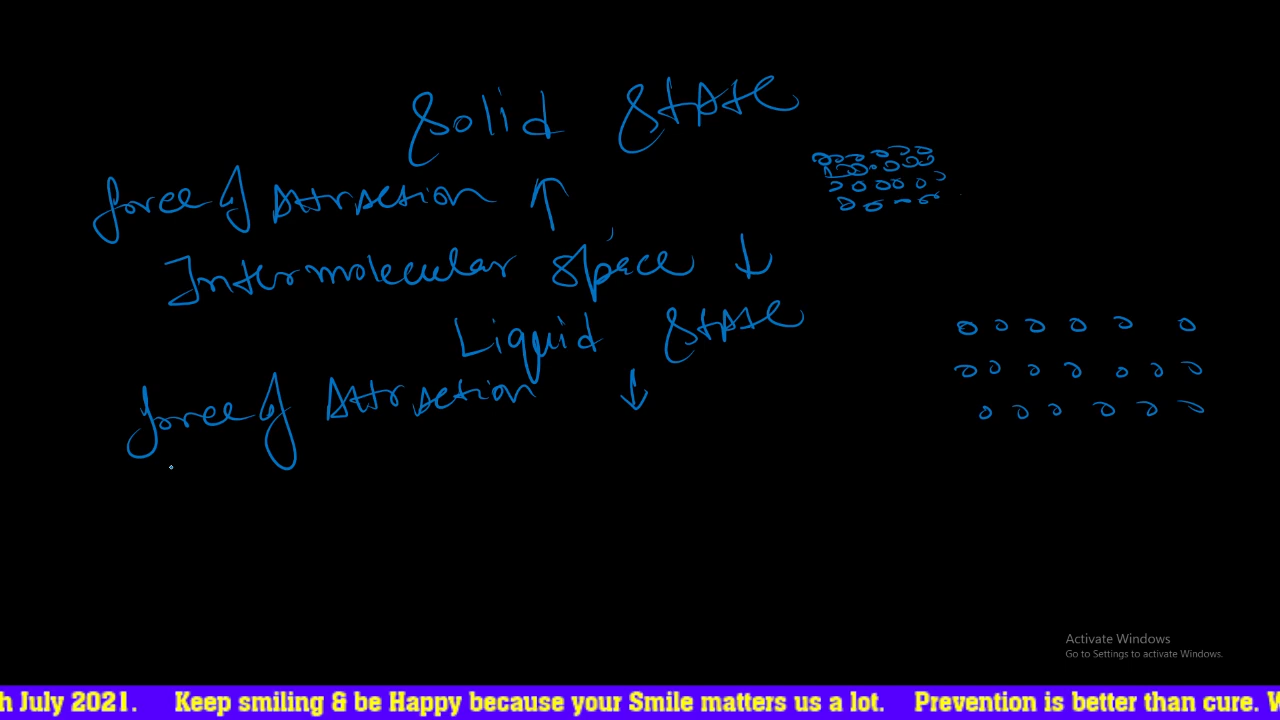 Solid State
force of Attraction ↑
Intermolecular space ↓
Liquid State
force of Attraction ↓
Activate Windows
Go to Settings to activate Windows.
h July 2021. Keep smiling & be Happy because your Smile matters us a lot. Prevention is better than cure. W